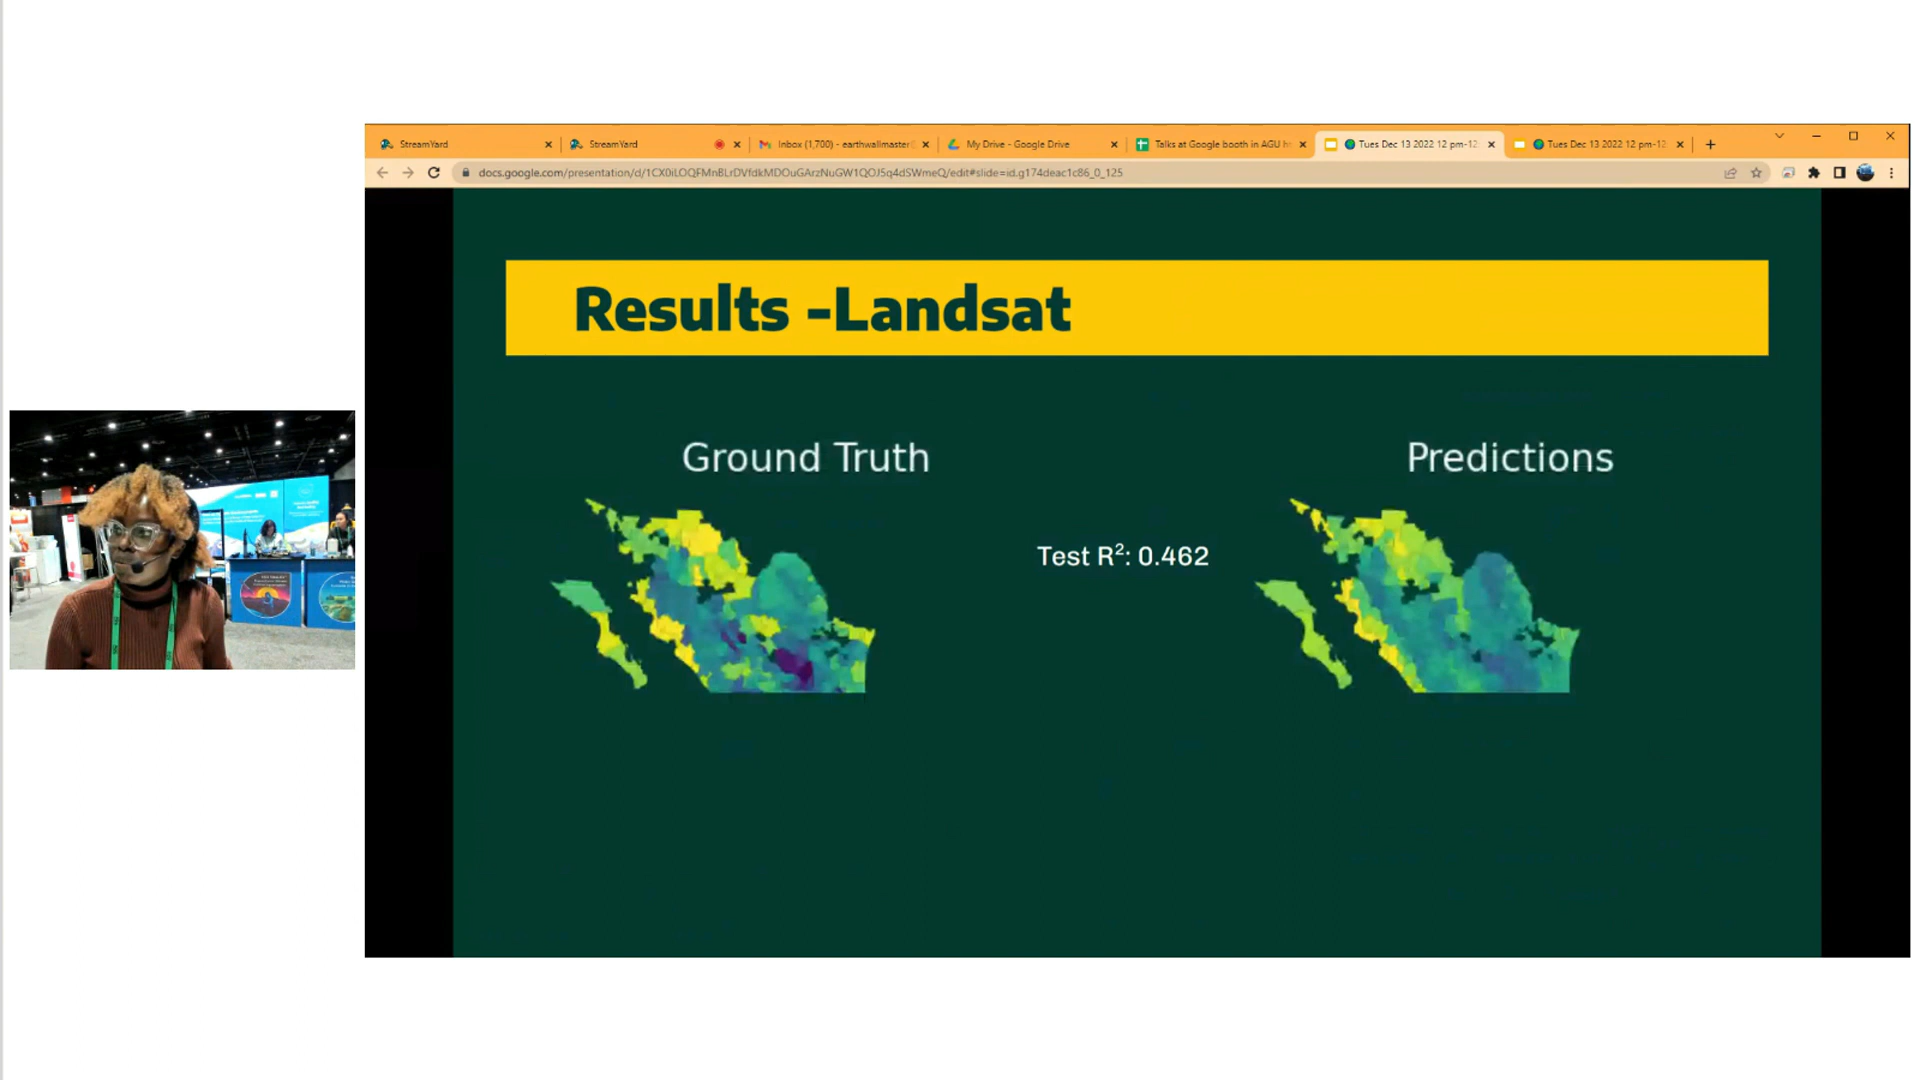 StreamYard
StreamYard
Inbox (1,700) - earthwallmaster
My Drive - Google Drive
Talks at Google booth in AGU
Tues Dec 13 2022 12 pm-12:
Tues Dec 13 2022 12 pm-12
docs.google.com/presentation/d/1CX0iLOQFMnBLrDVfdkMDOuGArzNuGW1QOJ5q4dSWmeQ/edit#slide=id.g174deac1c86_0_125
Results -Landsat
Ground Truth
Predictions
Test R²: 0.462